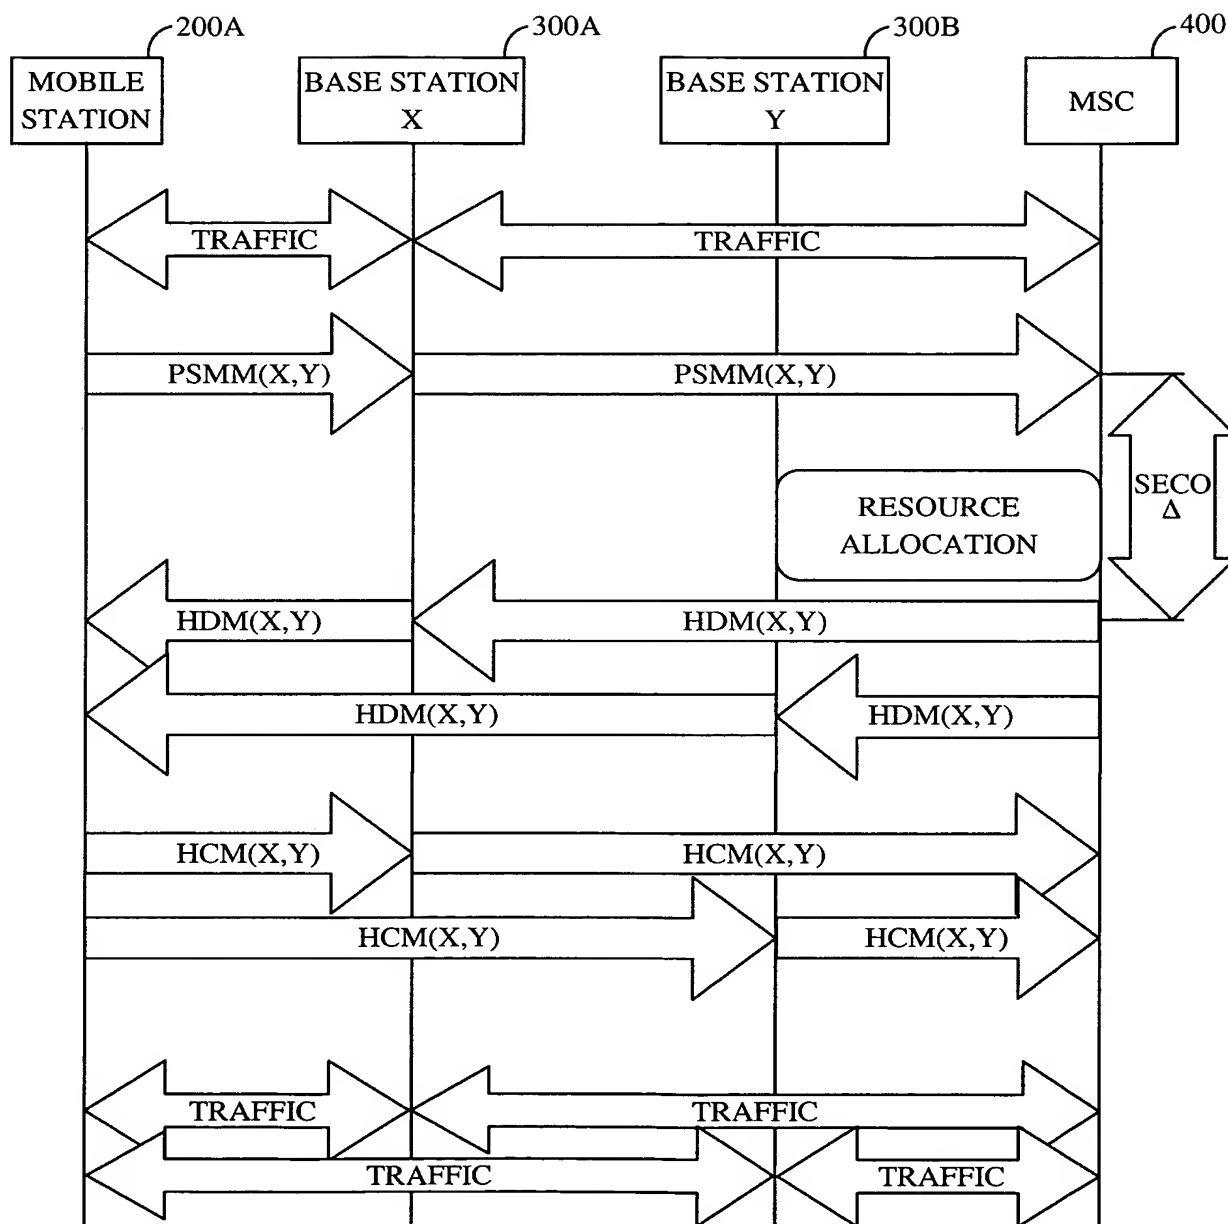 200A
300A
300B
400
MOBILE
STATION
BASE STATION
X
BASE STATION
Y
MSC
TRAFFIC
TRAFFIC
PSMM(X,Y)
PSMM(X,Y)
SECO
Δ
RESOURCE
ALLOCATION
HDM(X,Y)
HDM(X,Y)
HDM(X,Y)
HDM(X,Y)
HCM(X,Y)
HCM(X,Y)
HCM(X,Y)
HCM(X,Y)
TRAFFIC
TRAFFIC
TRAFFIC
TRAFFIC